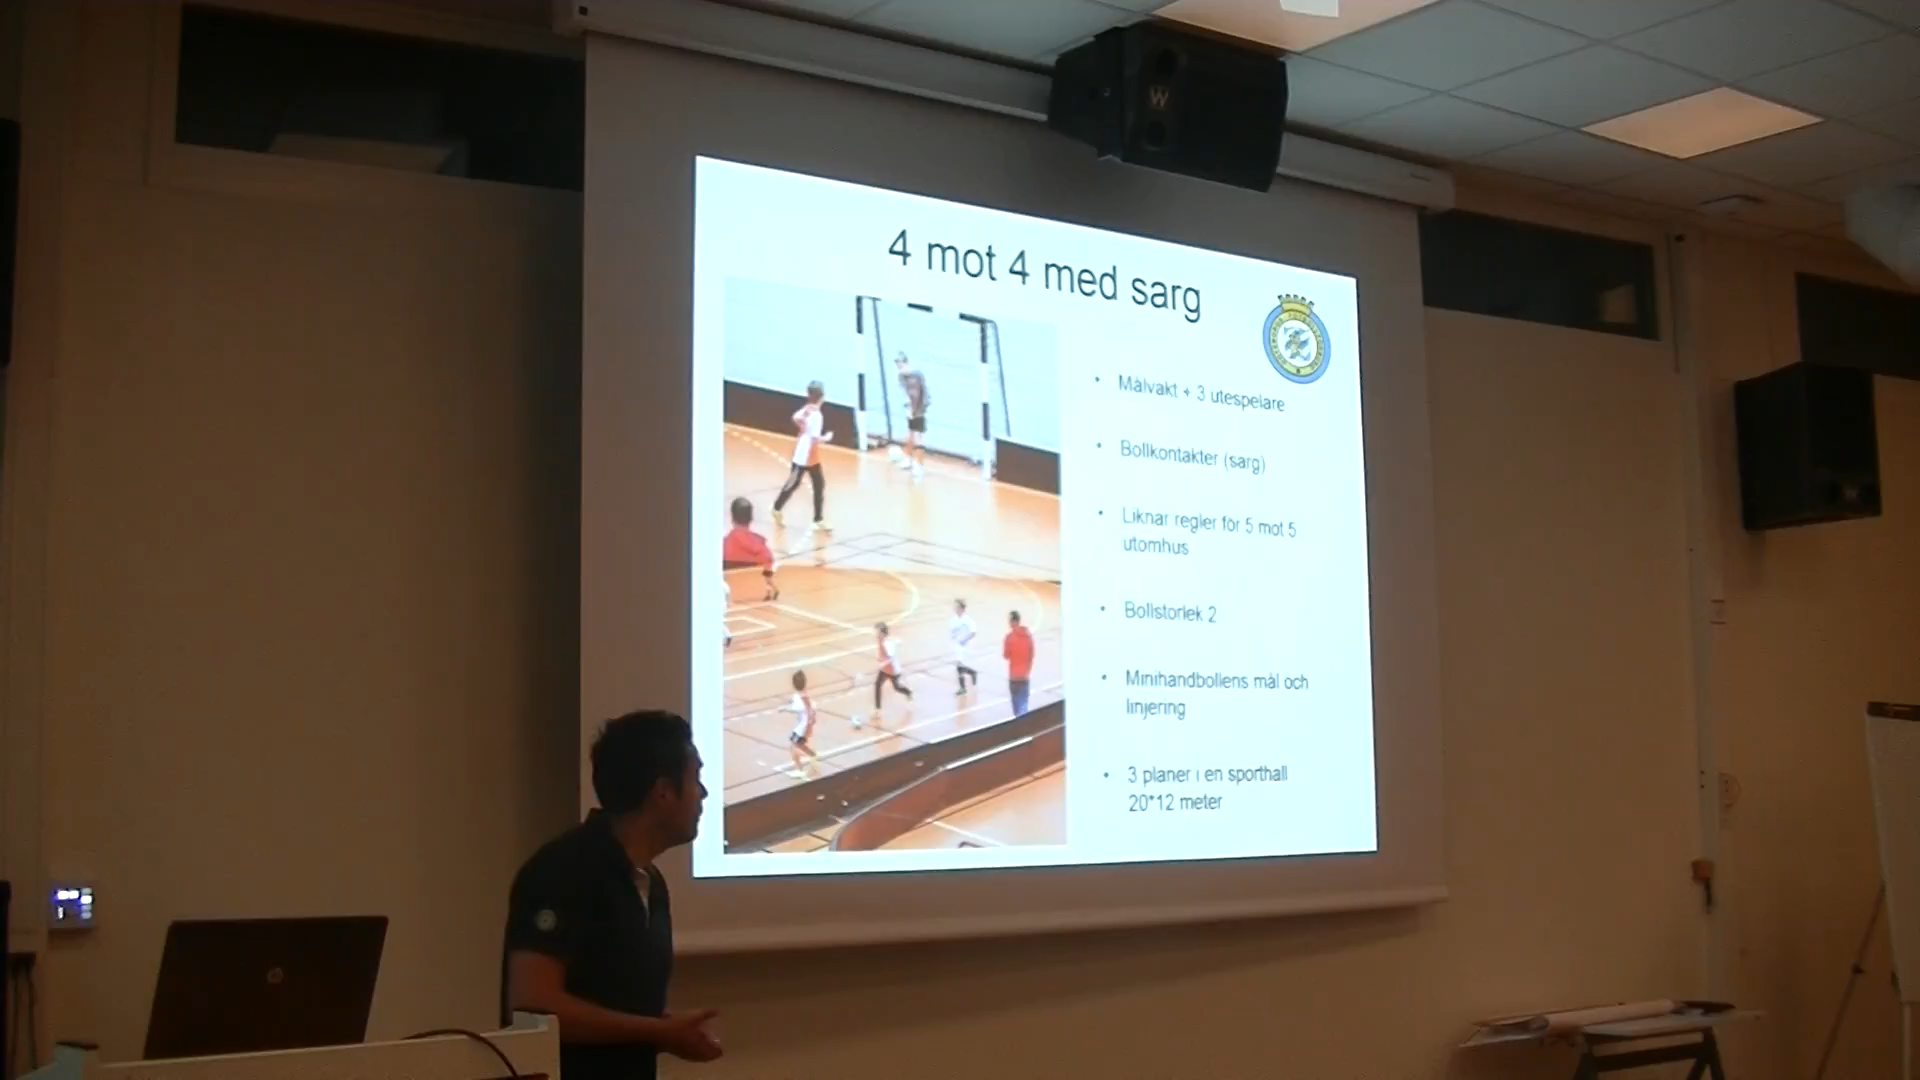 4 mot 4 med sarg
• Målvakt + 3 utespelare
• Bollkontakter (sarg)
• Liknar regler för 5 mot 5
utomhus
• Bollstorlek 2
• Minihandbollens mål och
linjering
• 3 planer i en sporthall
20*12 meter
W